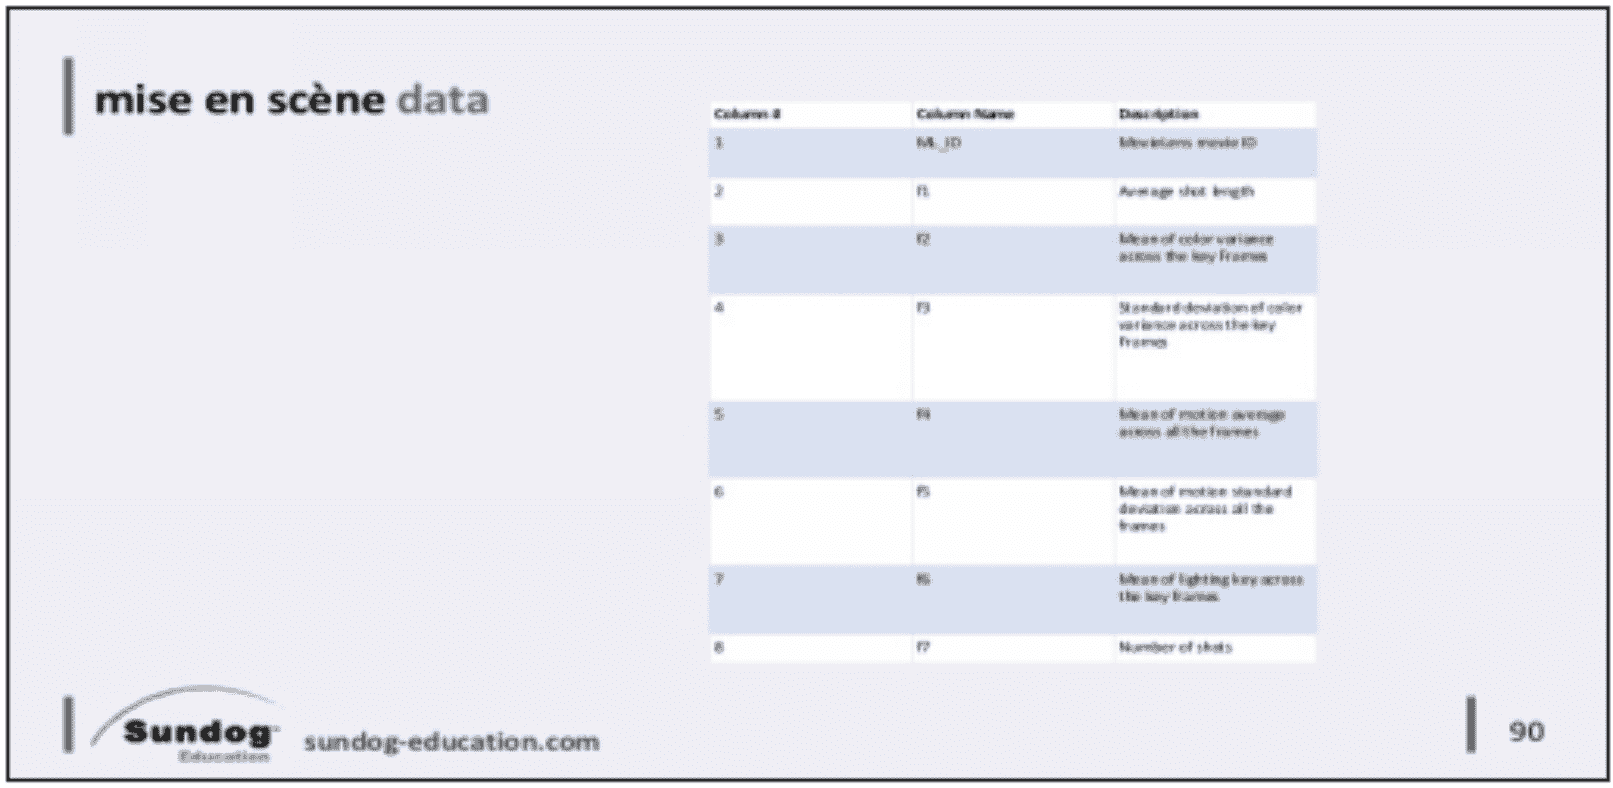 mise en scène data
Column # Column Name Description
1 ML_ID Movielens movie ID
2 f1 Average shot length
3 f2 Mean of color variance
across the key frames
4 f3 Standard deviation of color
variance across the key
frames
5 f4 Mean of motion average
across all the frames
6 f5 Mean of motion standard
deviation across all the
frames
7 f6 Mean of lighting key across
the key frames
8 f7 Number of shots
Sundog
Education
sundog-education.com
90